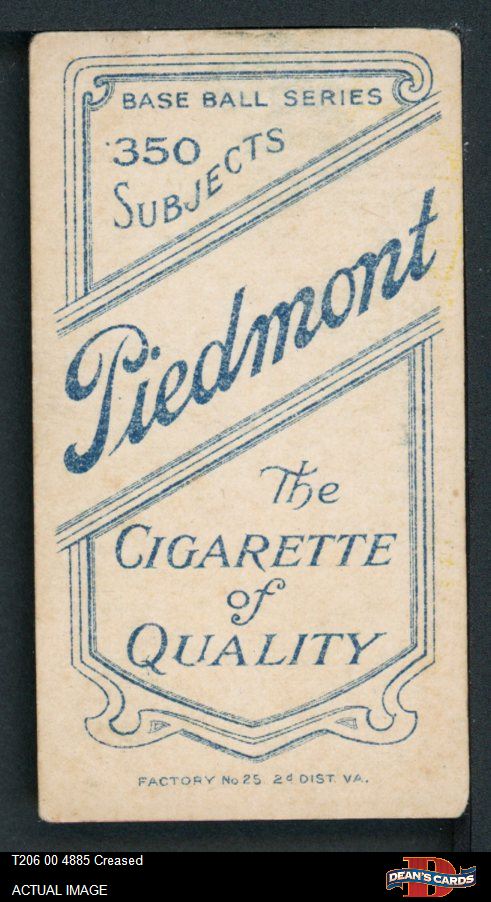 BASE BALL SERIES
350
SUBJECTS
Piedmont
The
CIGARETTE
of
QUALITY
FACTORY No 25 2d DIST. VA.
T206 00 4885 Creased
ACTUAL IMAGE
D
DEAN'S CARDS